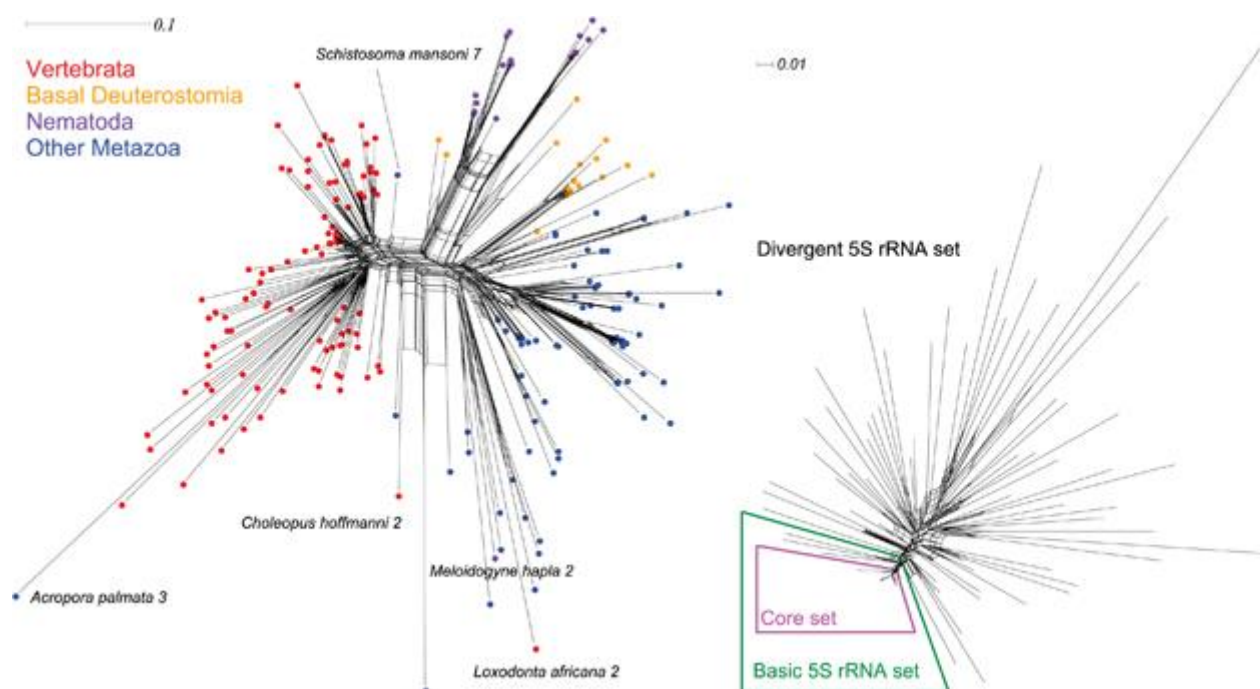 0.1
Schistosoma mansoni 7
Vertebrata
Basal Deuterostomia
Nematoda
Other Metazoa
0.01
Divergent 5S rRNA set
Choleopus hoffmanni 2
Meloidogyne hapla 2
Acropora palmata 3
Loxodonta africana 2
Core set
Basic 5S rRNA set